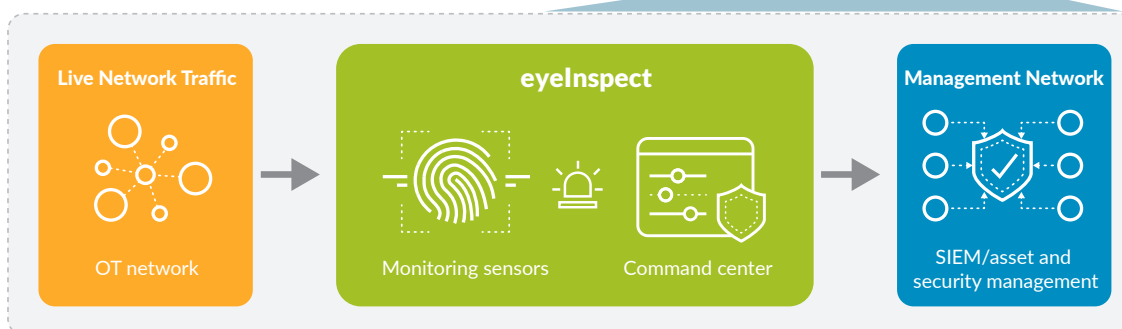 Live Network Traffic
OT network
eyeInspect
Monitoring sensors
Command center
Management Network
SIEM/asset and
security management